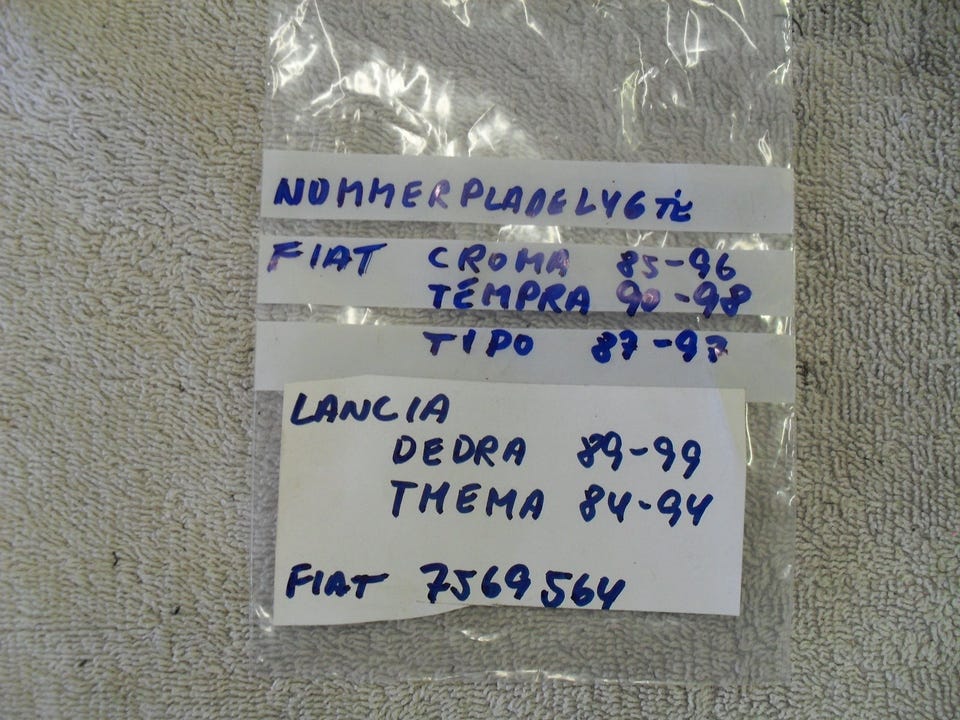 NUMMERPLADELYGTE
FIAT CROMA 85-96
TEMPRA 90-98
TIPO 87-97
LANCIA
DEDRA 89-99
THEMA 84-94
FIAT 7569564